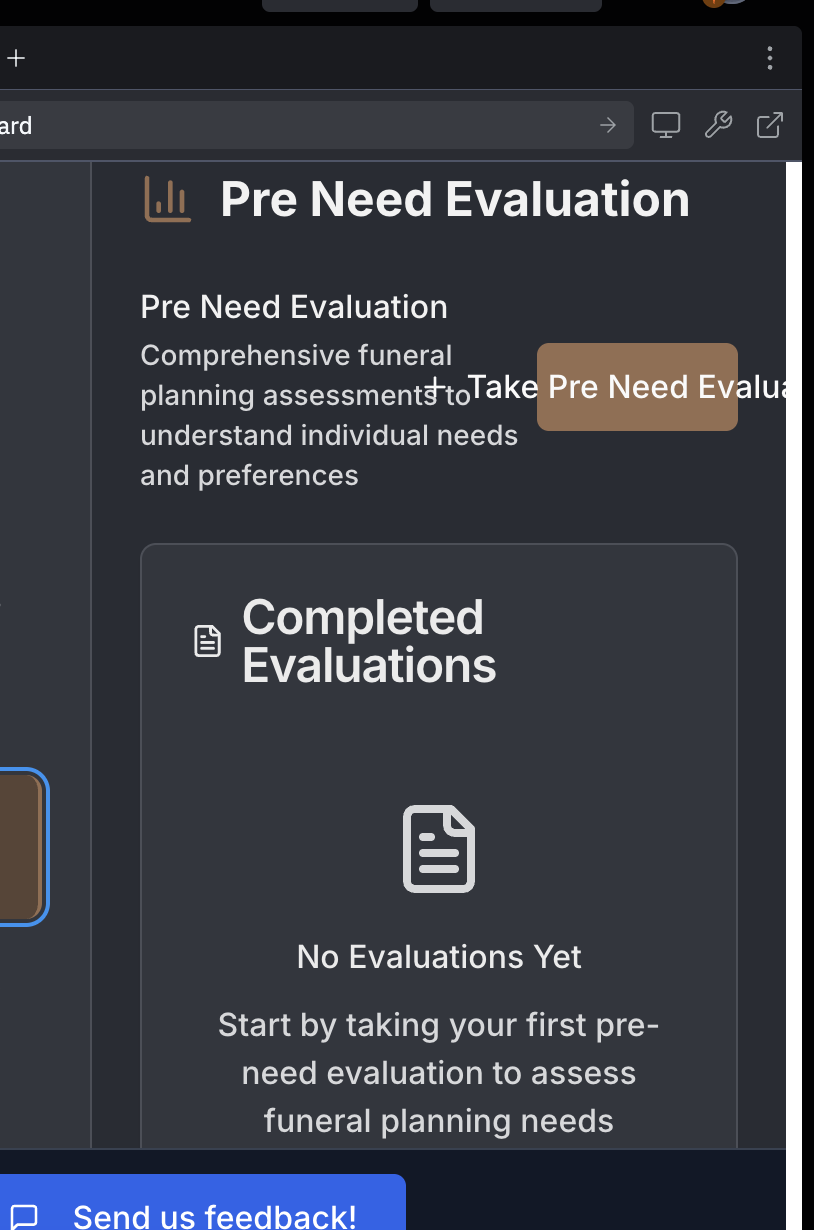 ard
Pre Need Evaluation
Pre Need Evaluation
Comprehensive funeral
planning assessments to
understand individual needs
and preferences
Take Pre Need Evalua
Completed
Evaluations
No Evaluations Yet
Start by taking your first pre-
need evaluation to assess
funeral planning needs
Send us feedback!